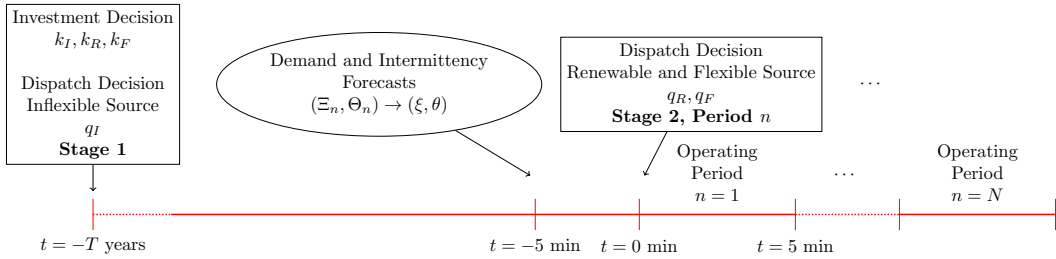 Investment Decision
k_I, k_R, k_F
Dispatch Decision
Inflexible Source
q_I
Stage 1
Demand and Intermittency
Forecasts
(Ξ_n, Θ_n) → (ξ, θ)
Dispatch Decision
Renewable and Flexible Source
q_R, q_F
Stage 2, Period n
...
Operating
Period
n = 1
...
Operating
Period
n = N
t = −T years
t = −5 min
t = 0 min
t = 5 min